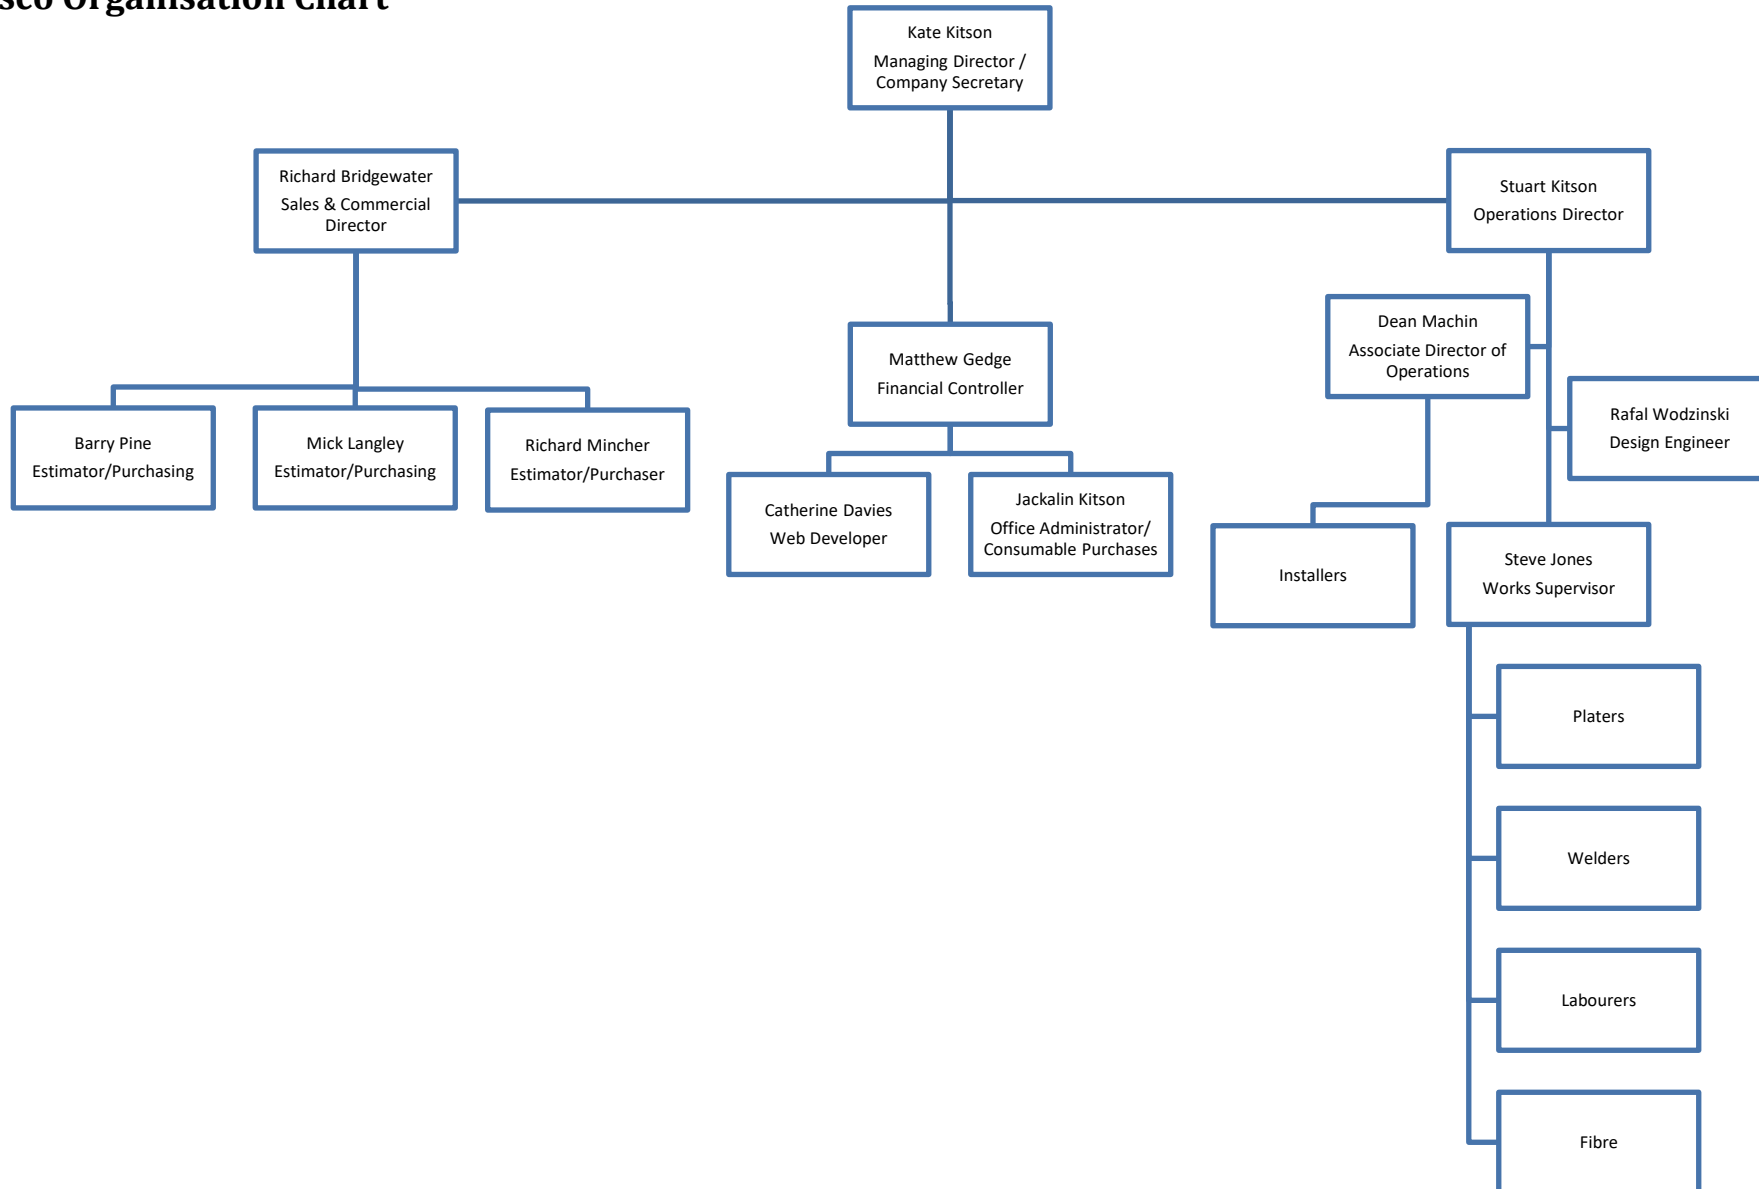 Organisation Chart
Kate Kitson
Managing Director /
Company Secretary
Richard Bridgewater
Sales & Commercial
Director
Stuart Kitson
Operations Director
Dean Machin
Associate Director of
Operations
Matthew Gedge
Financial Controller
Rafal Wodzinski
Design Engineer
Barry Pine
Estimator/Purchasing
Mick Langley
Estimator/Purchasing
Richard Mincher
Estimator/Purchaser
Catherine Davies
Web Developer
Jackalin Kitson
Office Administrator/
Consumable Purchases
Installers
Steve Jones
Works Supervisor
Platers
Welders
Labourers
Fibre